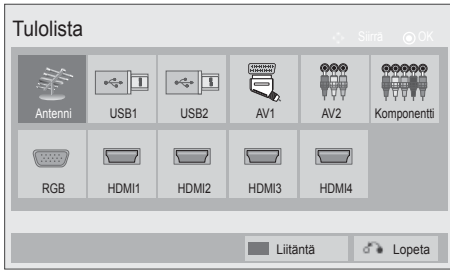 Tulolista
Siirrä OK
Antenni USB1 USB2 AV1 AV2 Komponentti
RGB HDMI1 HDMI2 HDMI3 HDMI4
Liitäntä Lopeta